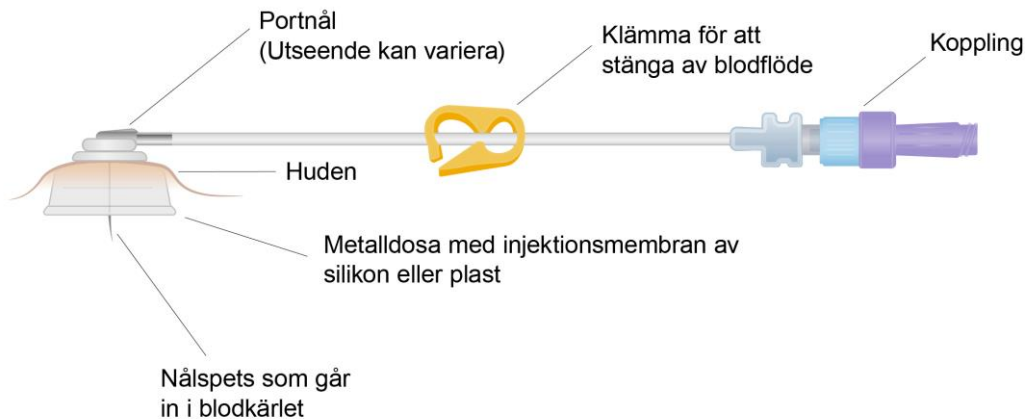 Portnål
(Utseende kan variera)
Klämma för att
stänga av blodflöde
Koppling
Huden
Metalldosa med injektionsmembran av
silikon eller plast
Nålspets som går
in i blodkärlet